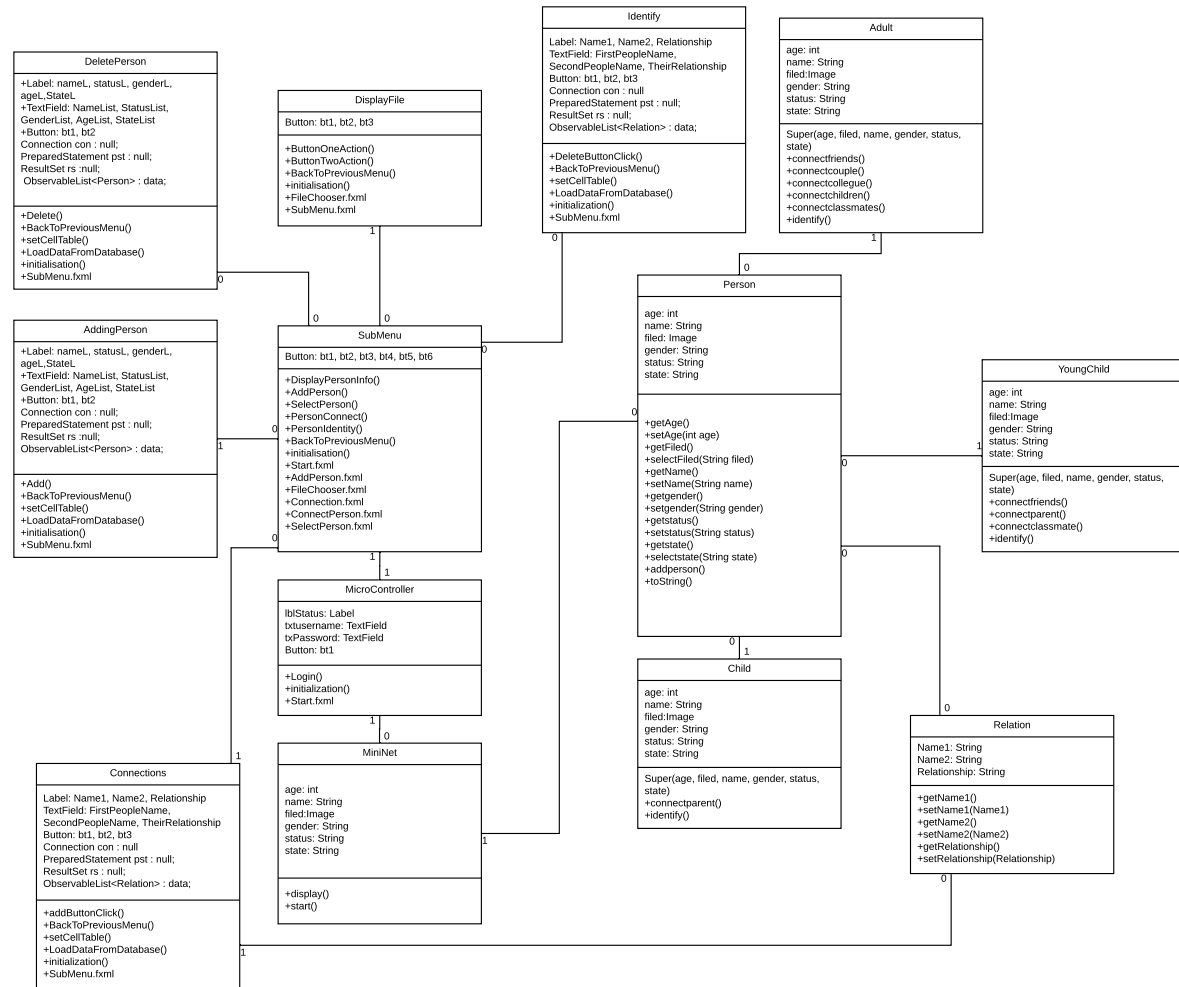 DeletePerson
+Label: nameL, statusL, genderL,
ageL,StateL
+TextField: NameList, StatusList,
GenderList, AgeList, StateList
+Button: bt1, bt2
Connection con : null;
PreparedStatement pst : null;
ResultSet rs :null;
ObservableList<Person> : data;
+Delete()
+BackToPreviousMenu()
+setCellTable()
+LoadDataFromDatabase()
+initialisation()
+SubMenu.fxml
0
0
DisplayFile
Button: bt1, bt2, bt3
+ButtonOneAction()
+ButtonTwoAction()
+BackToPreviousMenu()
+initialisation()
+FileChooser.fxml
+SubMenu.fxml
1
0
Identify
Label: Name1, Name2, Relationship
TextField: FirstPeopleName,
SecondPeopleName, TheirRelationship
Button: bt1, bt2, bt3
Connection con : null
PreparedStatement pst : null;
ResultSet rs : null;
ObservableList<Relation> : data;
+DeleteButtonClick()
+BackToPreviousMenu()
+setCellTable()
+LoadDataFromDatabase()
+initialization()
+SubMenu.fxml
0
0
Adult
age: int
name: String
filed:Image
gender: String
status: String
state: String
Super(age, filed, name, gender, status,
state)
+connectfriends()
+connectcouple()
+connectcollegue()
+connectchildren()
+connectclassmates()
+identify()
1
0
AddingPerson
+Label: nameL, statusL, genderL,
ageL,StateL
+TextField: NameList, StatusList,
GenderList, AgeList, StateList
+Button: bt1, bt2
Connection con : null;
PreparedStatement pst : null;
ResultSet rs :null;
ObservableList<Person> : data;
+Add()
+BackToPreviousMenu()
+setCellTable()
+LoadDataFromDatabase()
+initialisation()
+SubMenu.fxml
1
0
SubMenu
Button: bt1, bt2, bt3, bt4, bt5, bt6
+DisplayPersonInfo()
+AddPerson()
+SelectPerson()
+PersonConnect()
+PersonIdentity()
+BackToPreviousMenu()
+initialisation()
+Start.fxml
+AddPerson.fxml
+FileChooser.fxml
+Connection.fxml
+ConnectPerson.fxml
+SelectPerson.fxml
0
1
1
Person
age: int
name: String
filed: Image
gender: String
status: String
state: String
+getAge()
+setAge(int age)
+getFiled()
+selectFiled(String filed)
+getName()
+setName(String name)
+getgender()
+setgender(String gender)
+getstatus()
+setstatus(String status)
+getstate()
+selectstate(String state)
+addperson()
+toString()
0
0
1
0
0
1
YoungChild
age: int
name: String
filed:Image
gender: String
status: String
state: String
Super(age, filed, name, gender, status,
state)
+connectfriends()
+connectparent()
+connectclassmate()
+identify()
MicroController
lblStatus: Label
txtusername: TextField
txPassword: TextField
Button: bt1
+Login()
+initialization()
+Start.fxml
1
0
Child
age: int
name: String
filed:Image
gender: String
status: String
state: String
Super(age, filed, name, gender, status,
state)
+connectparent()
+identify()
0
Relation
Name1: String
Name2: String
Relationship: String
+getName1()
+setName1(Name1)
+getName2()
+setName2(Name2)
+getRelationship()
+setRelationship(Relationship)
0
MiniNet
age: int
name: String
filed:Image
gender: String
status: String
state: String
+display()
+start()
1
1
Connections
Label: Name1, Name2, Relationship
TextField: FirstPeopleName,
SecondPeopleName, TheirRelationship
Button: bt1, bt2, bt3
Connection con : null
PreparedStatement pst : null;
ResultSet rs : null;
ObservableList<Relation> : data;
+addButtonClick()
+BackToPreviousMenu()
+setCellTable()
+LoadDataFromDatabase()
+initialization()
+SubMenu.fxml
1